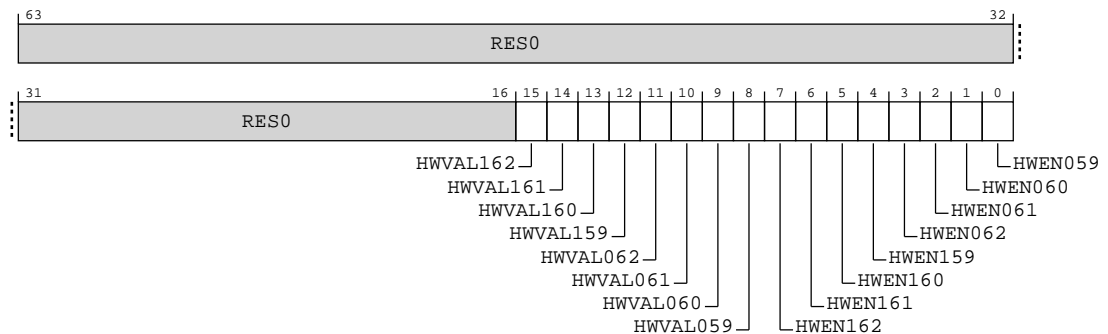 63 32
RES0
31 16 15 14 13 12 11 10 9 8 7 6 5 4 3 2 1 0
RES0
HWVAL162 HWEN059
HWVAL161 HWEN060
HWVAL160 HWEN061
HWVAL159 HWEN062
HWVAL062 HWEN159
HWVAL061 HWEN160
HWVAL060 HWEN161
HWVAL059 HWEN162